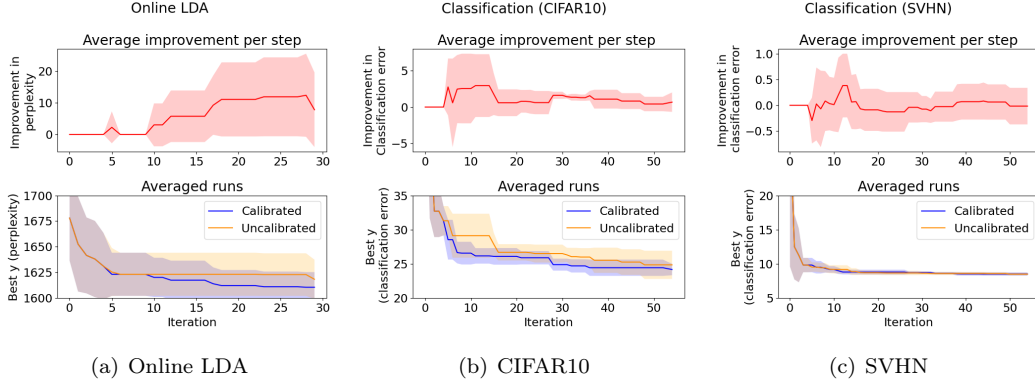 Online LDA
Average improvement per step
Improvement in
perplexity
20
10
0
0 5 10 15 20 25 30
Averaged runs
Best y (perplexity)
1700
1675
1650
1625
1600
Calibrated
Uncalibrated
0 5 10 15 20 25 30
Iteration
(a) Online LDA
Classification (CIFAR10)
Average improvement per step
Improvement in
Classification error
5
0
−5
0 10 20 30 40 50
Averaged runs
Best y
(classification error)
35
30
25
20
Calibrated
Uncalibrated
0 10 20 30 40 50
Iteration
(b) CIFAR10
Classification (SVHN)
Average improvement per step
Improvement in
classification error
1.0
0.5
0.0
−0.5
0 10 20 30 40 50
Averaged runs
Best y
(classification error)
20
15
10
5
Calibrated
Uncalibrated
0 10 20 30 40 50
Iteration
(c) SVHN